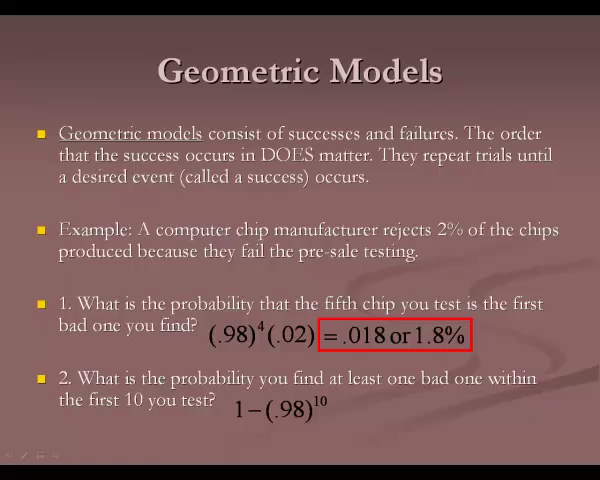 Geometric Models
Geometric models consist of successes and failures. The order
that the success occurs in DOES matter. They repeat trials until
a desired event (called a success) occurs.
Example: A computer chip manufacturer rejects 2% of the chips
produced because they fail the pre-sale testing.
1. What is the probability that the fifth chip you test is the first
bad one you find? (.98)⁴(.02) = .018 or 1.8%
2. What is the probability you find at least one bad one within
the first 10 you test? 1−(.98)¹⁰